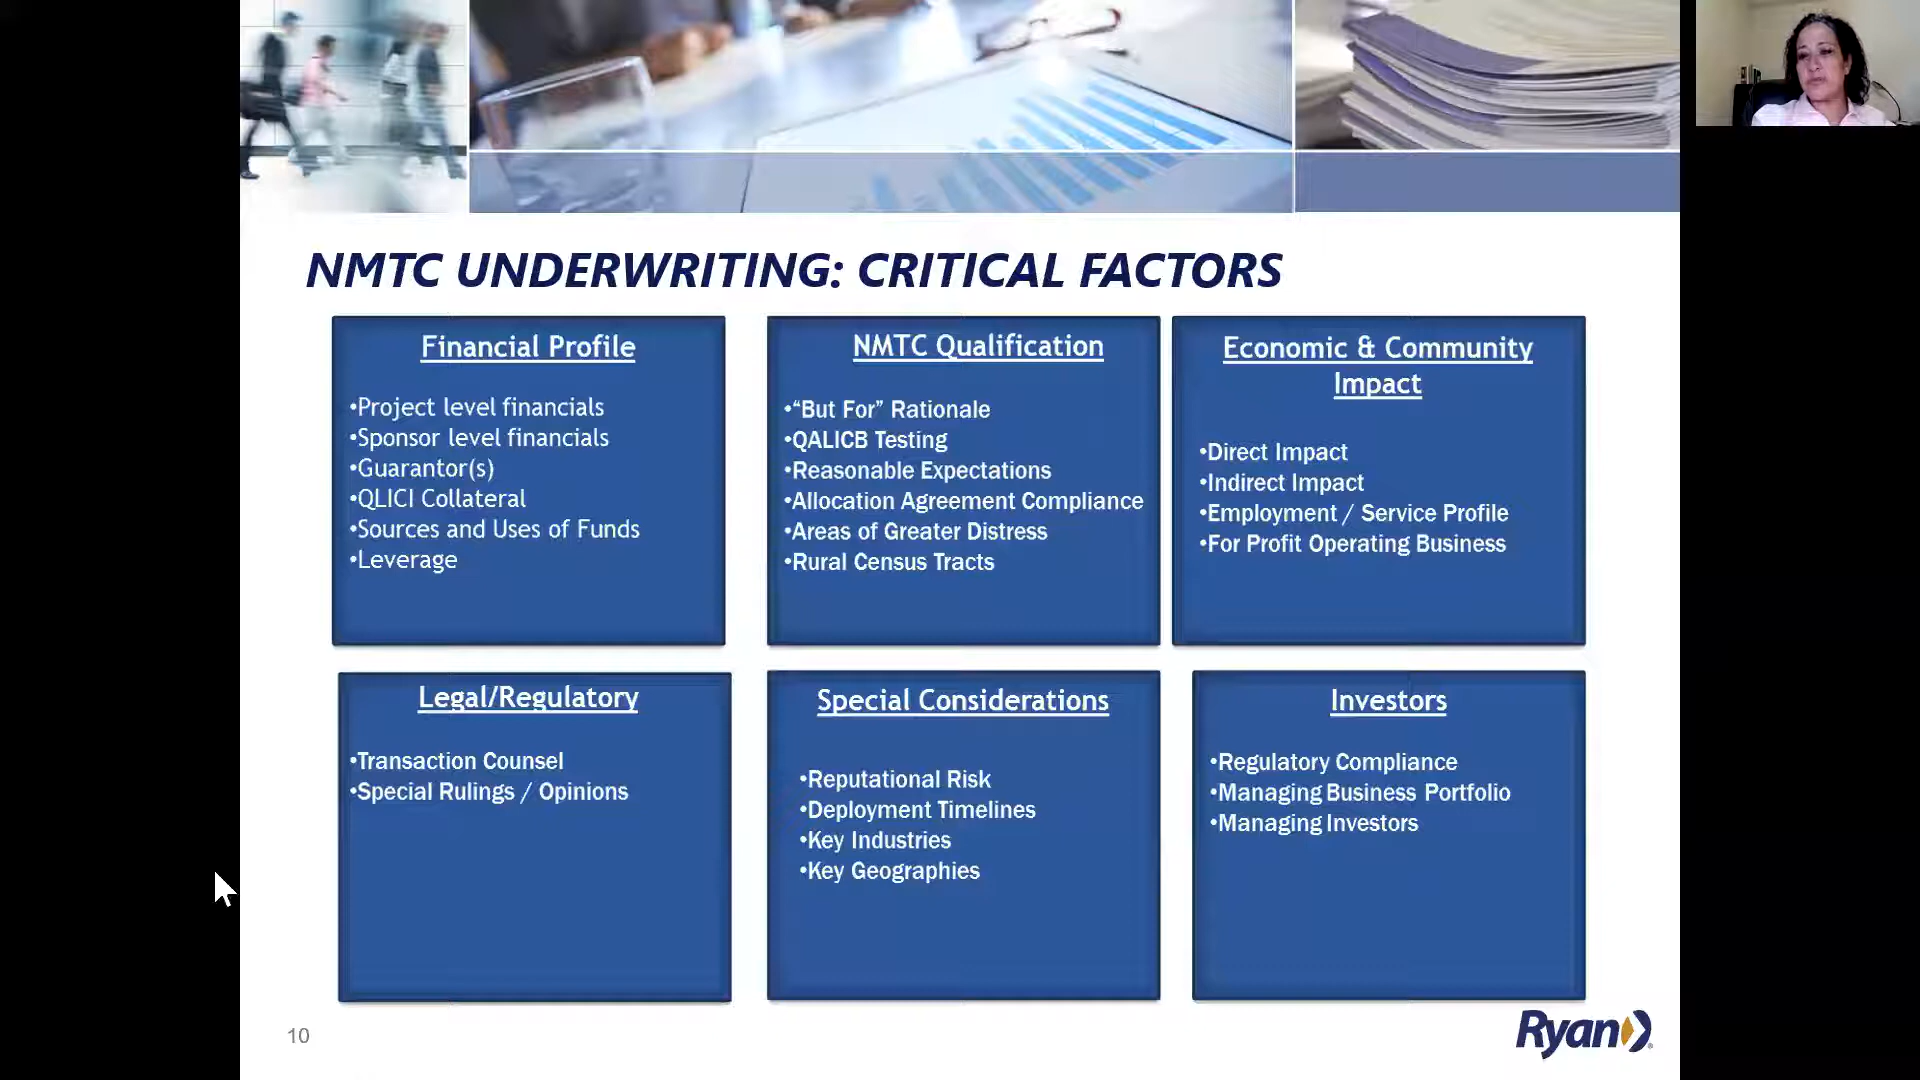 NMTC UNDERWRITING: CRITICAL FACTORS
Financial Profile
•Project level financials
•Sponsor level financials
•Guarantor(s)
•QLICI Collateral
•Sources and Uses of Funds
•Leverage
NMTC Qualification
•“But For” Rationale
•QALICB Testing
•Reasonable Expectations
•Allocation Agreement Compliance
•Areas of Greater Distress
•Rural Census Tracts
Economic & Community
Impact
•Direct Impact
•Indirect Impact
•Employment / Service Profile
•For Profit Operating Business
Legal/Regulatory
•Transaction Counsel
•Special Rulings / Opinions
Special Considerations
•Reputational Risk
•Deployment Timelines
•Key Industries
•Key Geographies
Investors
•Regulatory Compliance
•Managing Business Portfolio
•Managing Investors
10
Ryan